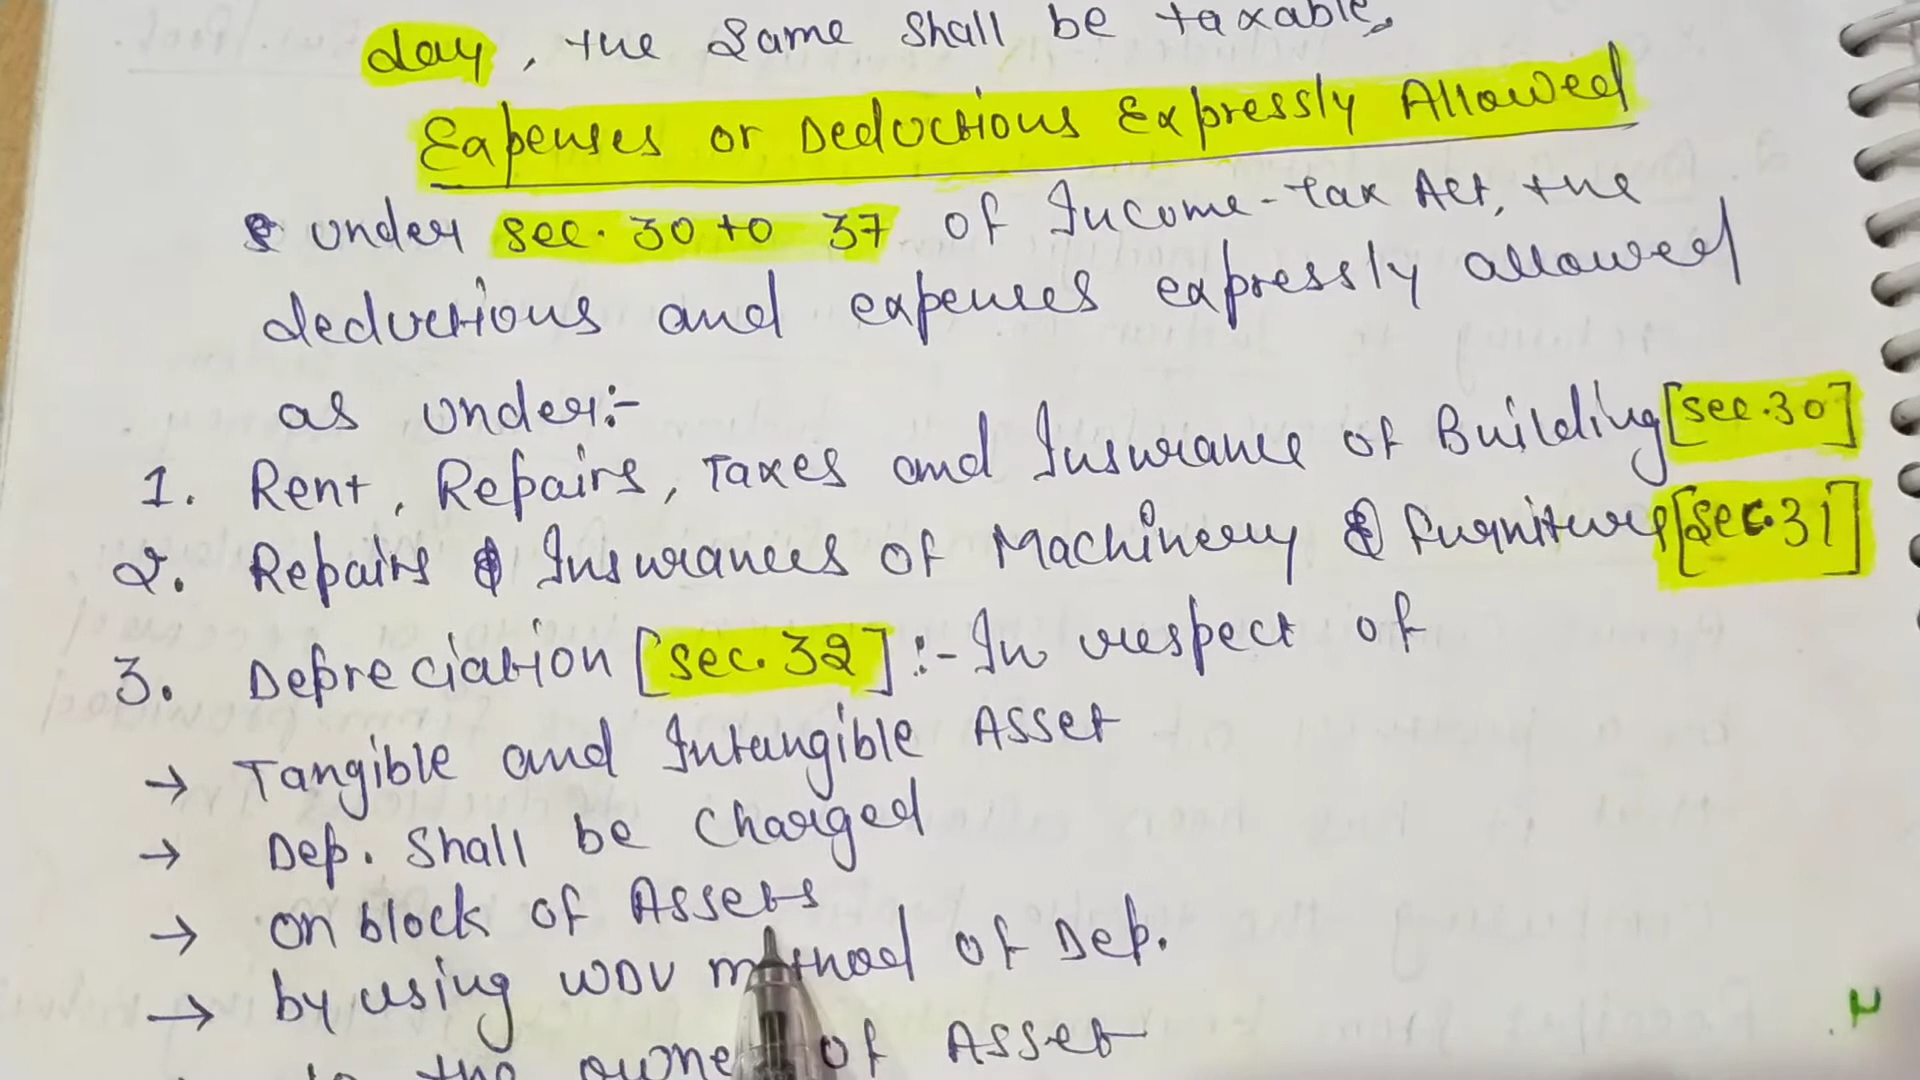 day, the same shall be taxable.
Expenses or Deductions Expressly Allowed
under sec. 30 to 37 of Income-tax Act, the
deductions and expenses expressly allowed
as under:-
1. Rent, Repairs, Taxes and Insurance of Building [sec.30]
2. Repairs & Insurances of Machinery & furniture [sec.31]
3. Depreciation [sec.32] :- In respect of
→ Tangible and Intangible Asset
→ Dep. shall be charged
→ on block of Assets
→ by using WDV method of Dep.
to the owner of Asset